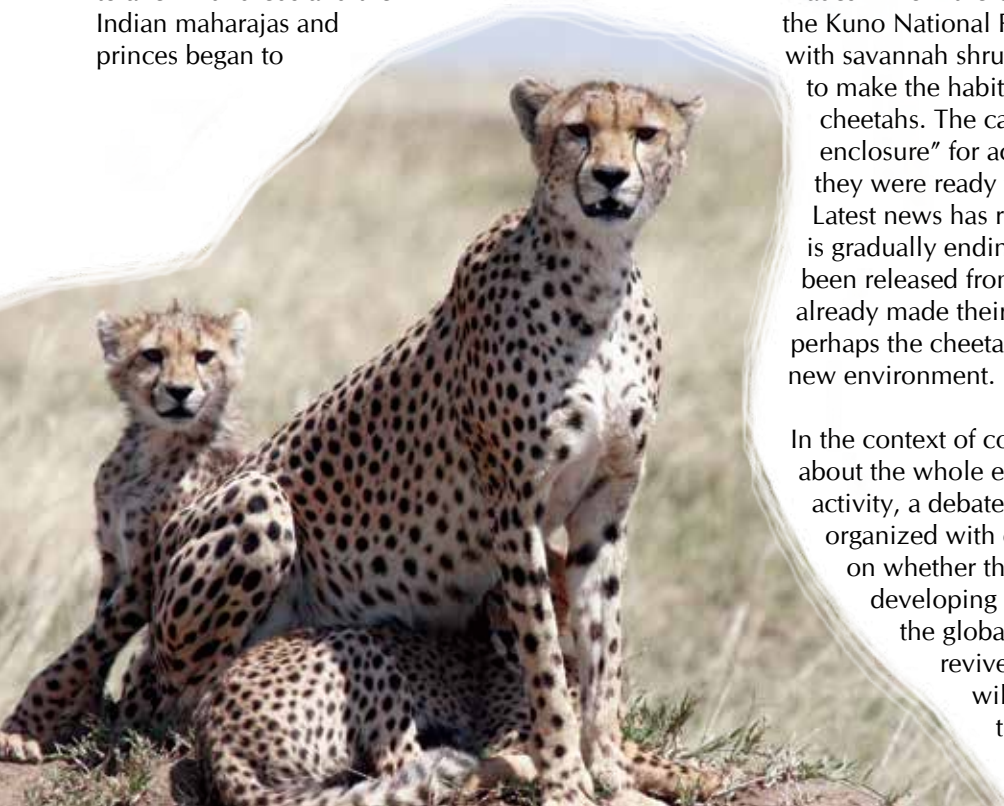 Indian maharajas and
princes began to
the Kuno National
with savannah shru
to make the habit
cheetahs. The ca
enclosure” for ac
they were ready
Latest news has r
is gradually endin
been released from
already made their
perhaps the cheeta
new environment.
In the context of co
about the whole e
activity, a debate
organized with
on whether th
developing
the globa
revive
wil
t